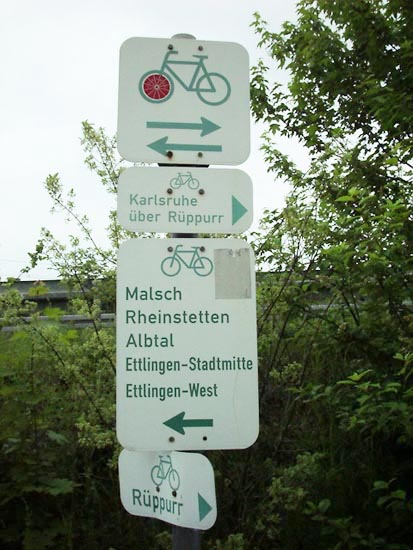 Karlsruhe
über Rüppurr
Malsch
Rheinstetten
Albtal
Ettlingen-Stadtmitte
Ettlingen-West
Rüppurr